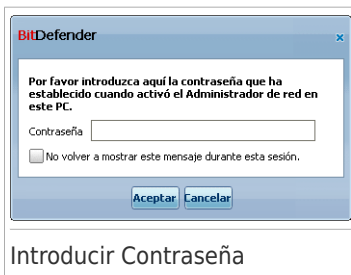 BitDefender
Por favor introduzca aquí la contraseña que ha
establecido cuando activó el Administrador de red en
este PC.
Contraseña
No volver a mostrar este mensaje durante esta sesión.
Aceptar Cancelar
Introducir Contraseña